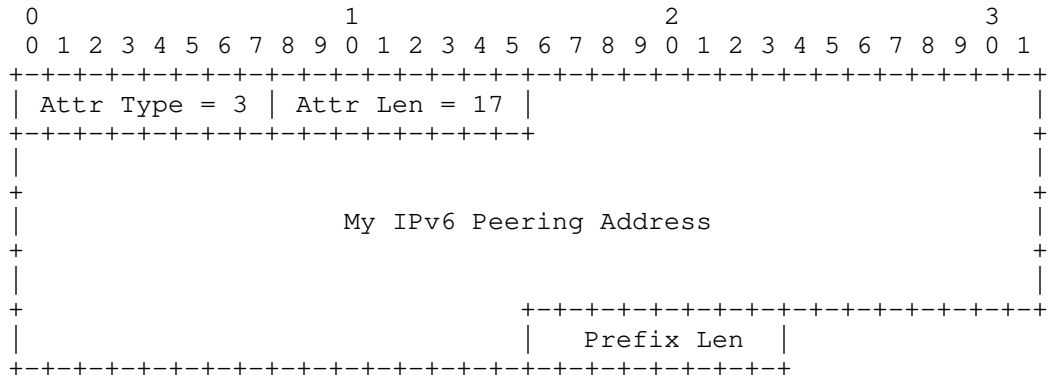 0                   1                   2                   3
 0 1 2 3 4 5 6 7 8 9 0 1 2 3 4 5 6 7 8 9 0 1 2 3 4 5 6 7 8 9 0 1
+-+-+-+-+-+-+-+-+-+-+-+-+-+-+-+-+-+-+-+-+-+-+-+-+-+-+-+-+-+-+-+-+
| Attr Type = 3 | Attr Len = 17 |                               |
+-+-+-+-+-+-+-+-+-+-+-+-+-+-+-+-+                               +
|                                                               |
+                                                               +
|                    My IPv6 Peering Address                    |
+                                                               +
|                                                               |
+                               +-+-+-+-+-+-+-+-+-+-+-+-+-+-+-+-+
|                               |   Prefix Len  |
+-+-+-+-+-+-+-+-+-+-+-+-+-+-+-+-+-+-+-+-+-+-+-+-+